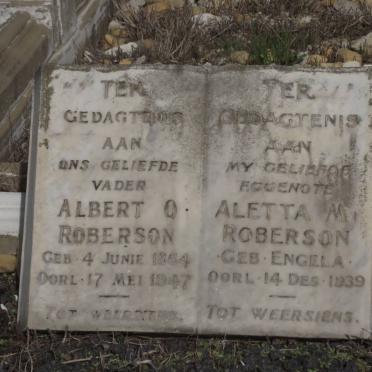 TER
GEDAGTENIS
AAN
ONS GELIEFDE
VADER
ALBERT O.
ROBERSON
GEB 4 JUNIE 1864
OORL. 17 MEI 1947
TOT WEERSIENS.
TER
GEDAGTENIS
AAN
MY GELIEFDE
EGGENOTE
ALETTA M.
ROBERSON
GEB. ENGELA
OORL. 14 DES. 1939
TOT WEERSIENS.